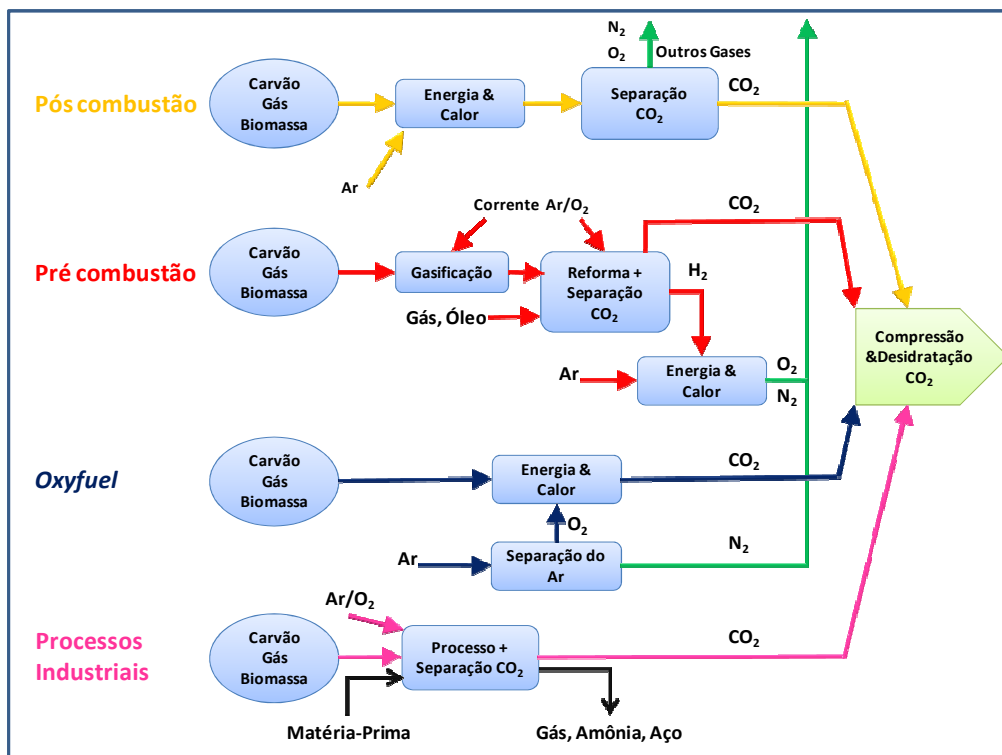 N₂
O₂ Outros Gases
Pós combustão
Carvão
Gás
Biomassa
Energia &
Calor
Separação
CO₂
CO₂
Ar
Corrente Ar/O₂
CO₂
Pré combustão
Carvão
Gás
Biomassa
Gasificação
Reforma +
Separação
CO₂
H₂
Gás, Óleo
Ar
Energia &
Calor
O₂
N₂
Compressão
&Desidratação
CO₂
Oxyfuel
Carvão
Gás
Biomassa
Energia &
Calor
CO₂
O₂
Ar
Separação do
Ar
N₂
Ar/O₂
Processos
Industriais
Carvão
Gás
Biomassa
Processo +
Separação CO₂
CO₂
Matéria-Prima
Gás, Amônia, Aço